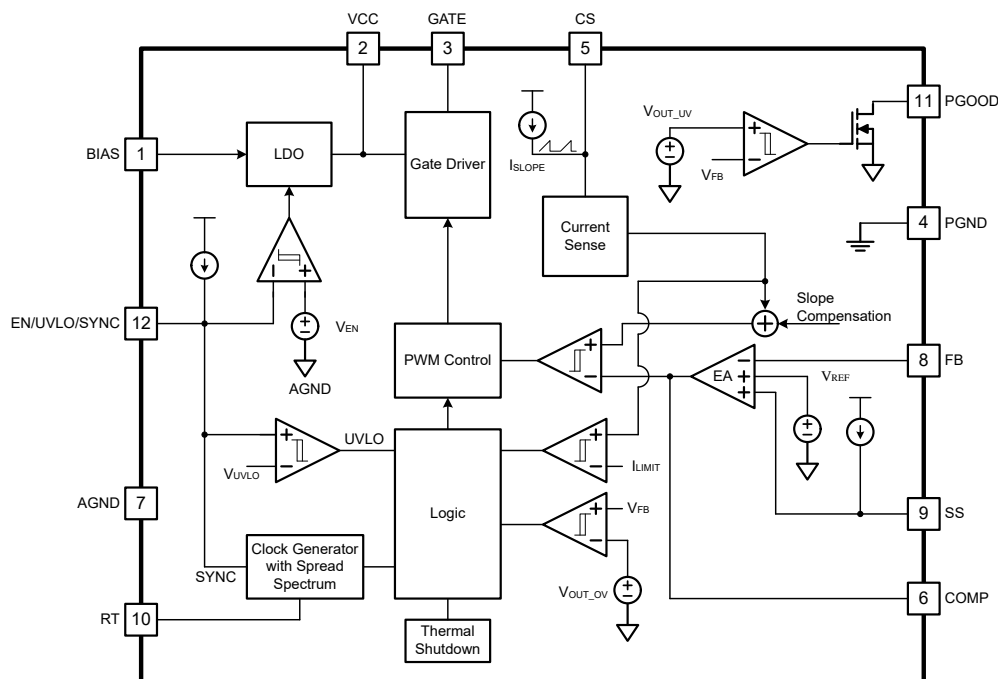 VCC
GATE
CS
2
3
5
11
PGOOD
VOUT_UV
+
−
VFB
BIAS
1
LDO
Gate Driver
ISLOPE
4
PGND
Current
Sense
− +
+
−
VEN
AGND
EN/UVLO/SYNC
12
Slope
Compensation
+
PWM Control
+
−
EA
−
+
+
VREF
+
−
8
FB
UVLO
+
−
VUVLO
+
−
ILIMIT
AGND
7
Logic
+
−
VFB
9
SS
SYNC
Clock Generator
with Spread
Spectrum
VOUT_OV
+
−
6
COMP
RT
10
Thermal
Shutdown